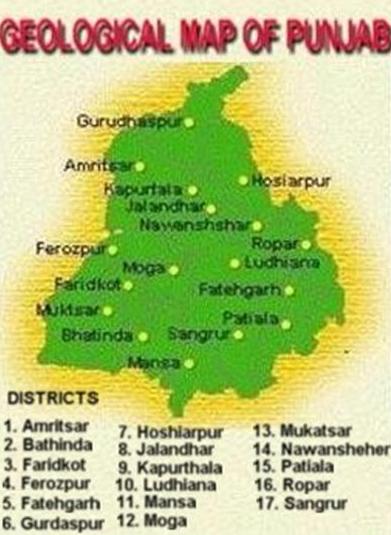 GEOLOGICAL MAP OF PUNJAB
Gurudhaspur
Amritsar
Hosiarpur
Kapurtala
Jalandhar
Nawanshshar
Ropar
Ferozpur
Ludhiana
Moga
Faridkot
Fatehgarh
Muktsar
Patiala
Bhatinda
Sangrur
Mansa
DISTRICTS
1. Amritsar
2. Bathinda
3. Faridkot
4. Ferozpur
5. Fatehgarh
6. Gurdaspur
7. Hoshiarpur
8. Jalandhar
9. Kapurthala
10. Ludhiana
11. Mansa
12. Moga
13. Mukatsar
14. Nawansheher
15. Patiala
16. Ropar
17. Sangrur